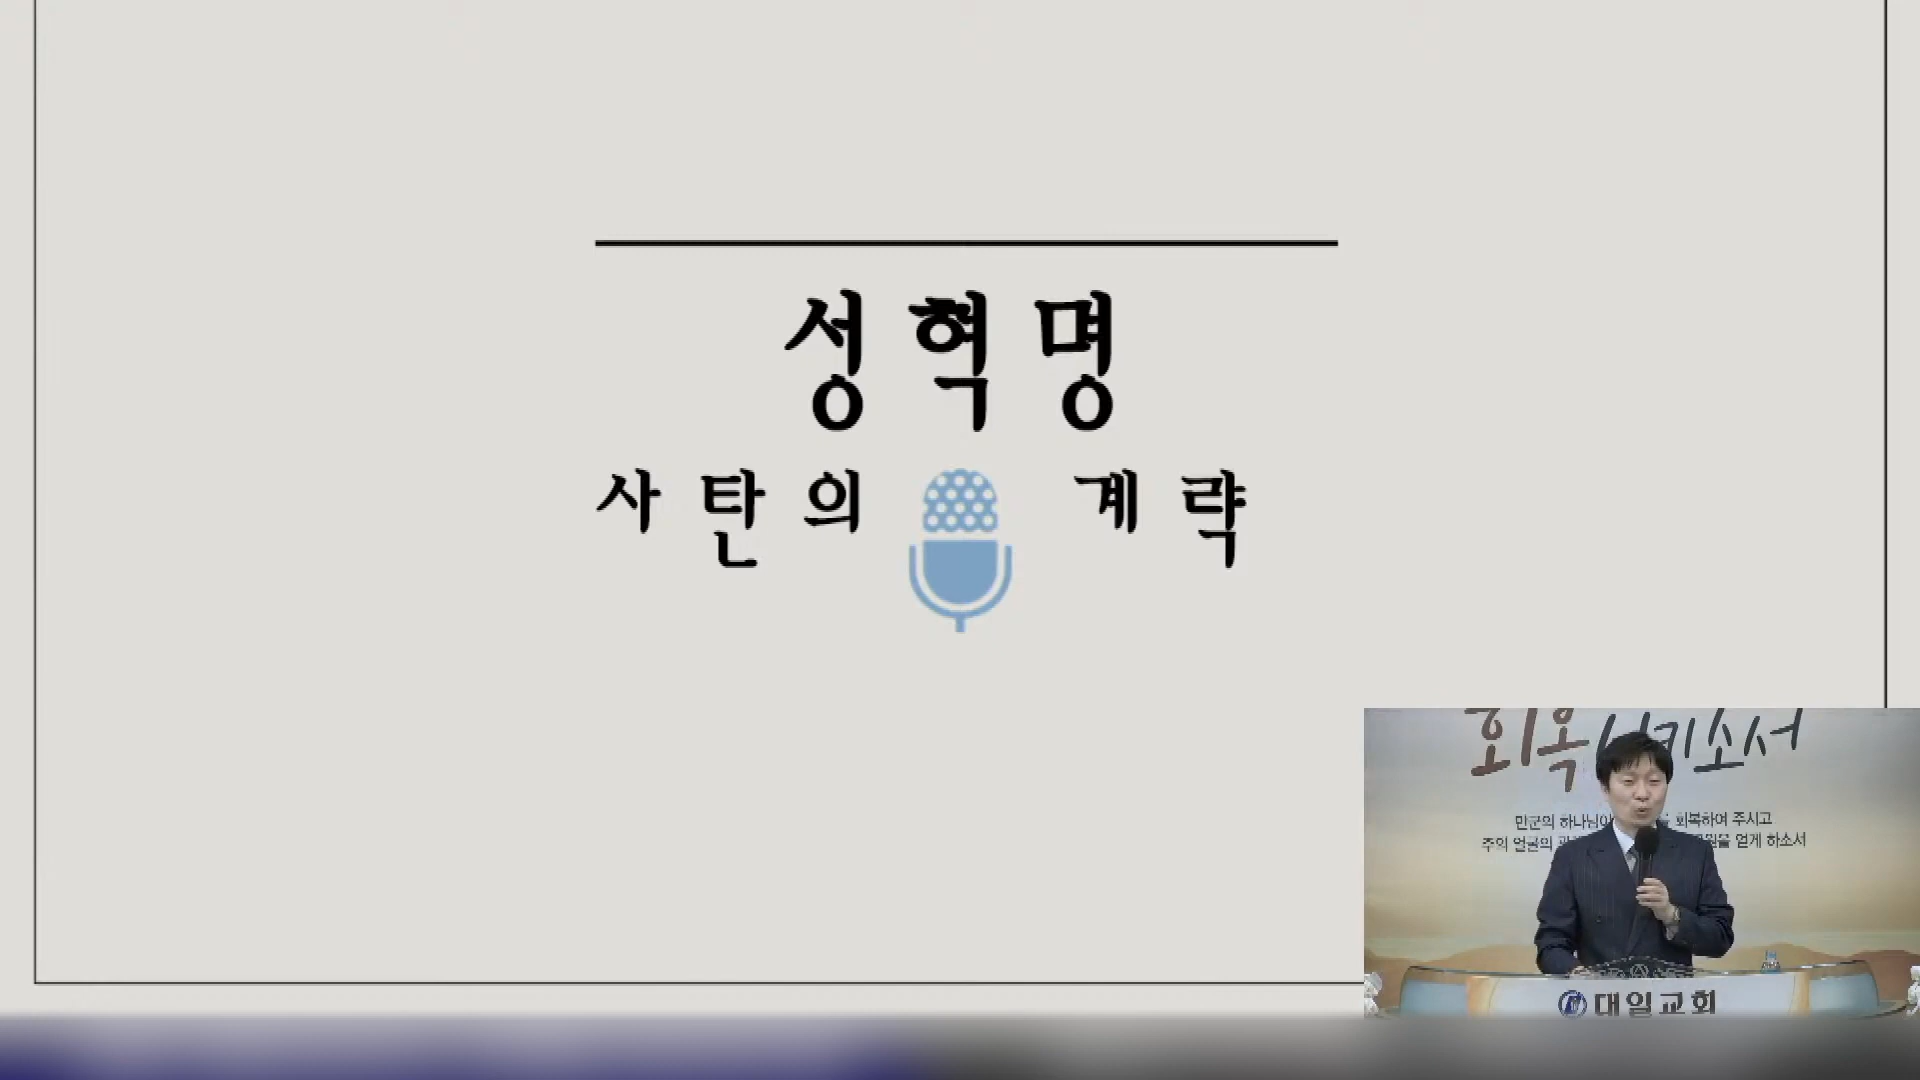 성혁명
사탄의 계략
회복시키소서
만군의 하나님이 회복하여 주시고
주의 얼굴의 얻게 하소서
대일교회